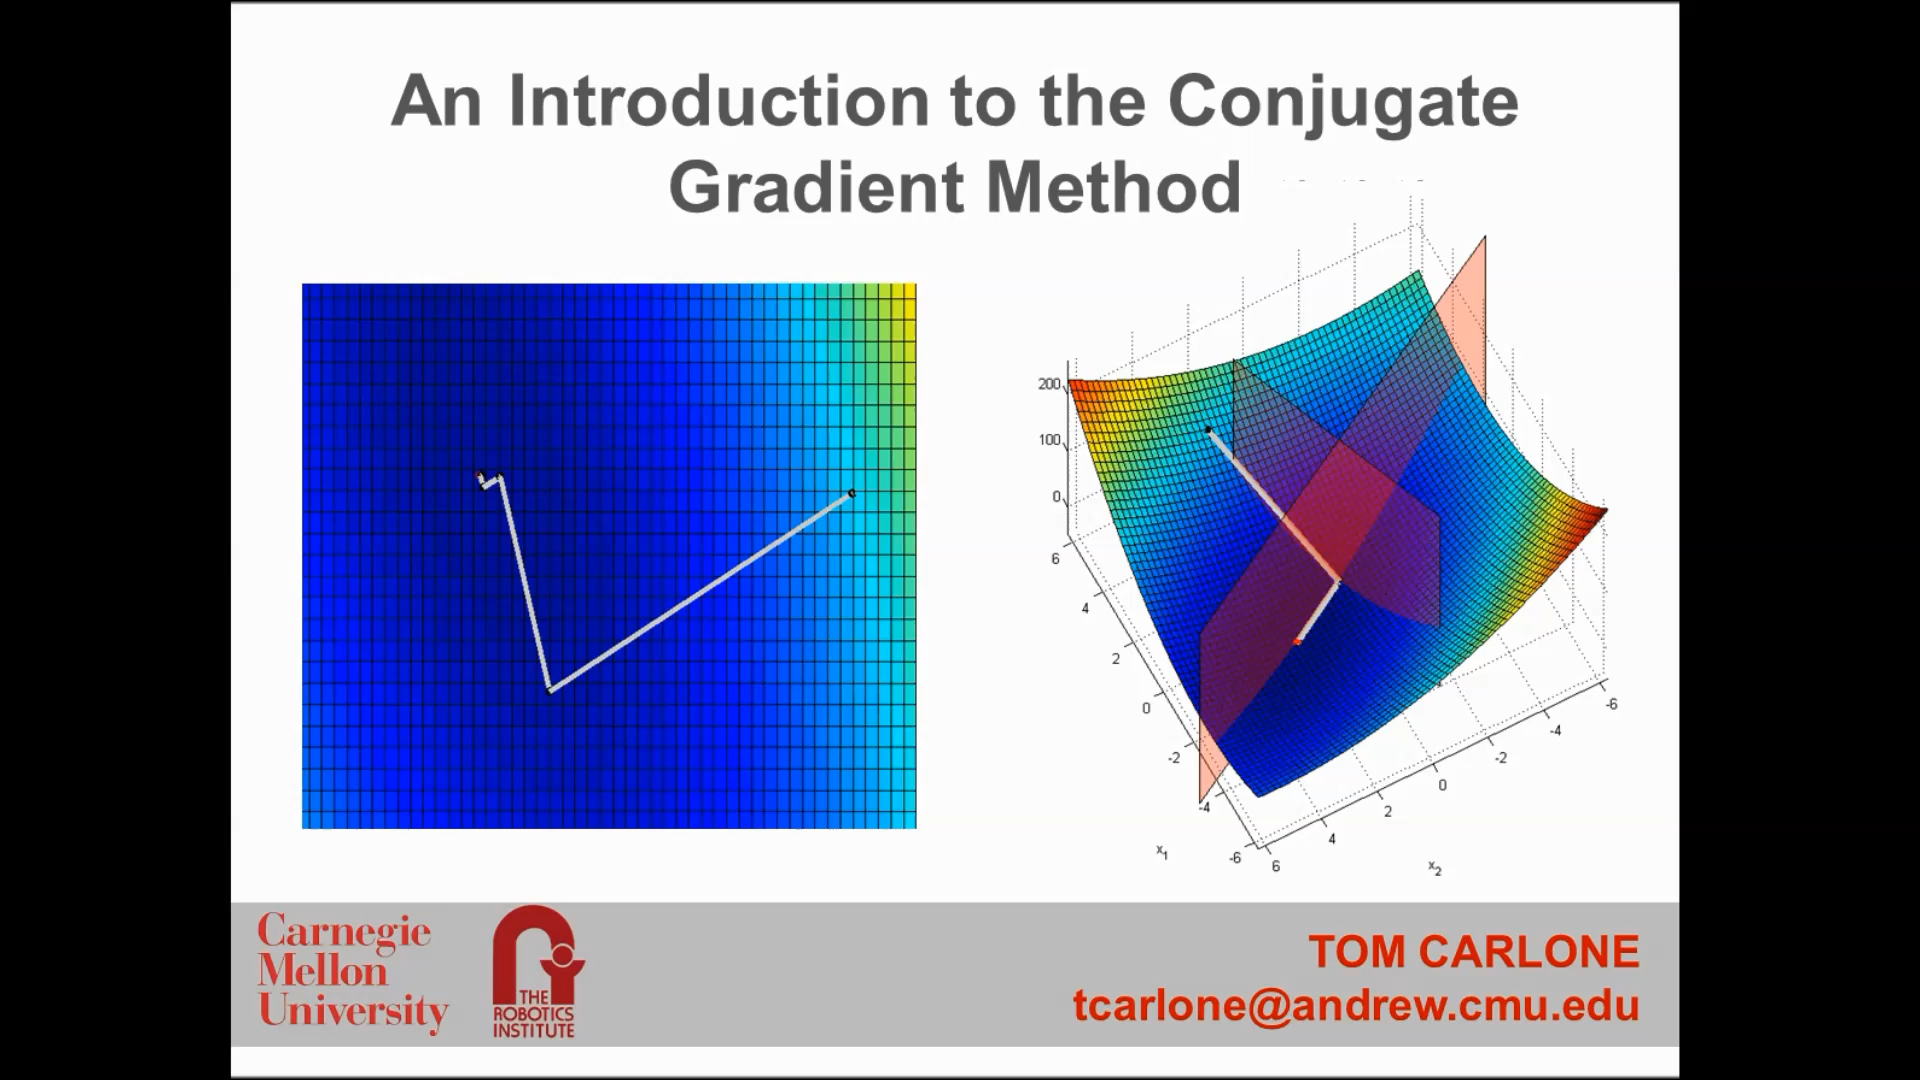 An Introduction to the Conjugate
Gradient Method
200
100
0
6
4
2
0
-2
-4
-6
x1
6
4
2
0
-2
-4
-6
x2
Carnegie
Mellon
University
THE
ROBOTICS
INSTITUTE
TOM CARLONE
tcarlone@andrew.cmu.edu